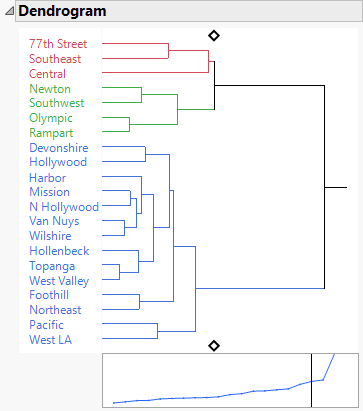 Dendrogram
77th Street
Southeast
Central
Newton
Southwest
Olympic
Rampart
Devonshire
Hollywood
Harbor
Mission
N Hollywood
Van Nuys
Wilshire
Hollenbeck
Topanga
West Valley
Foothill
Northeast
Pacific
West LA